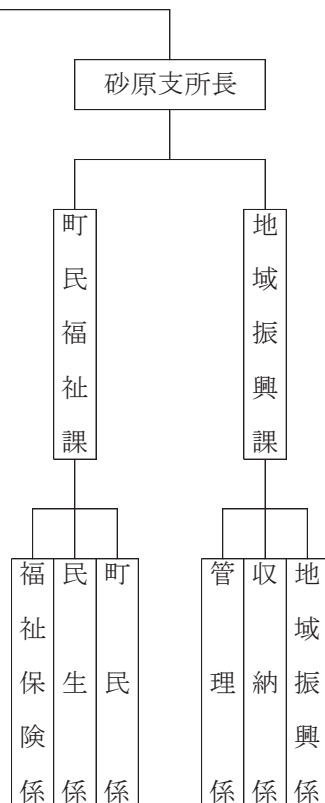 砂原支所長
地域振興課
町民福祉課
地域振興係
収納係
管理係
町民係
民生係
福祉保険係